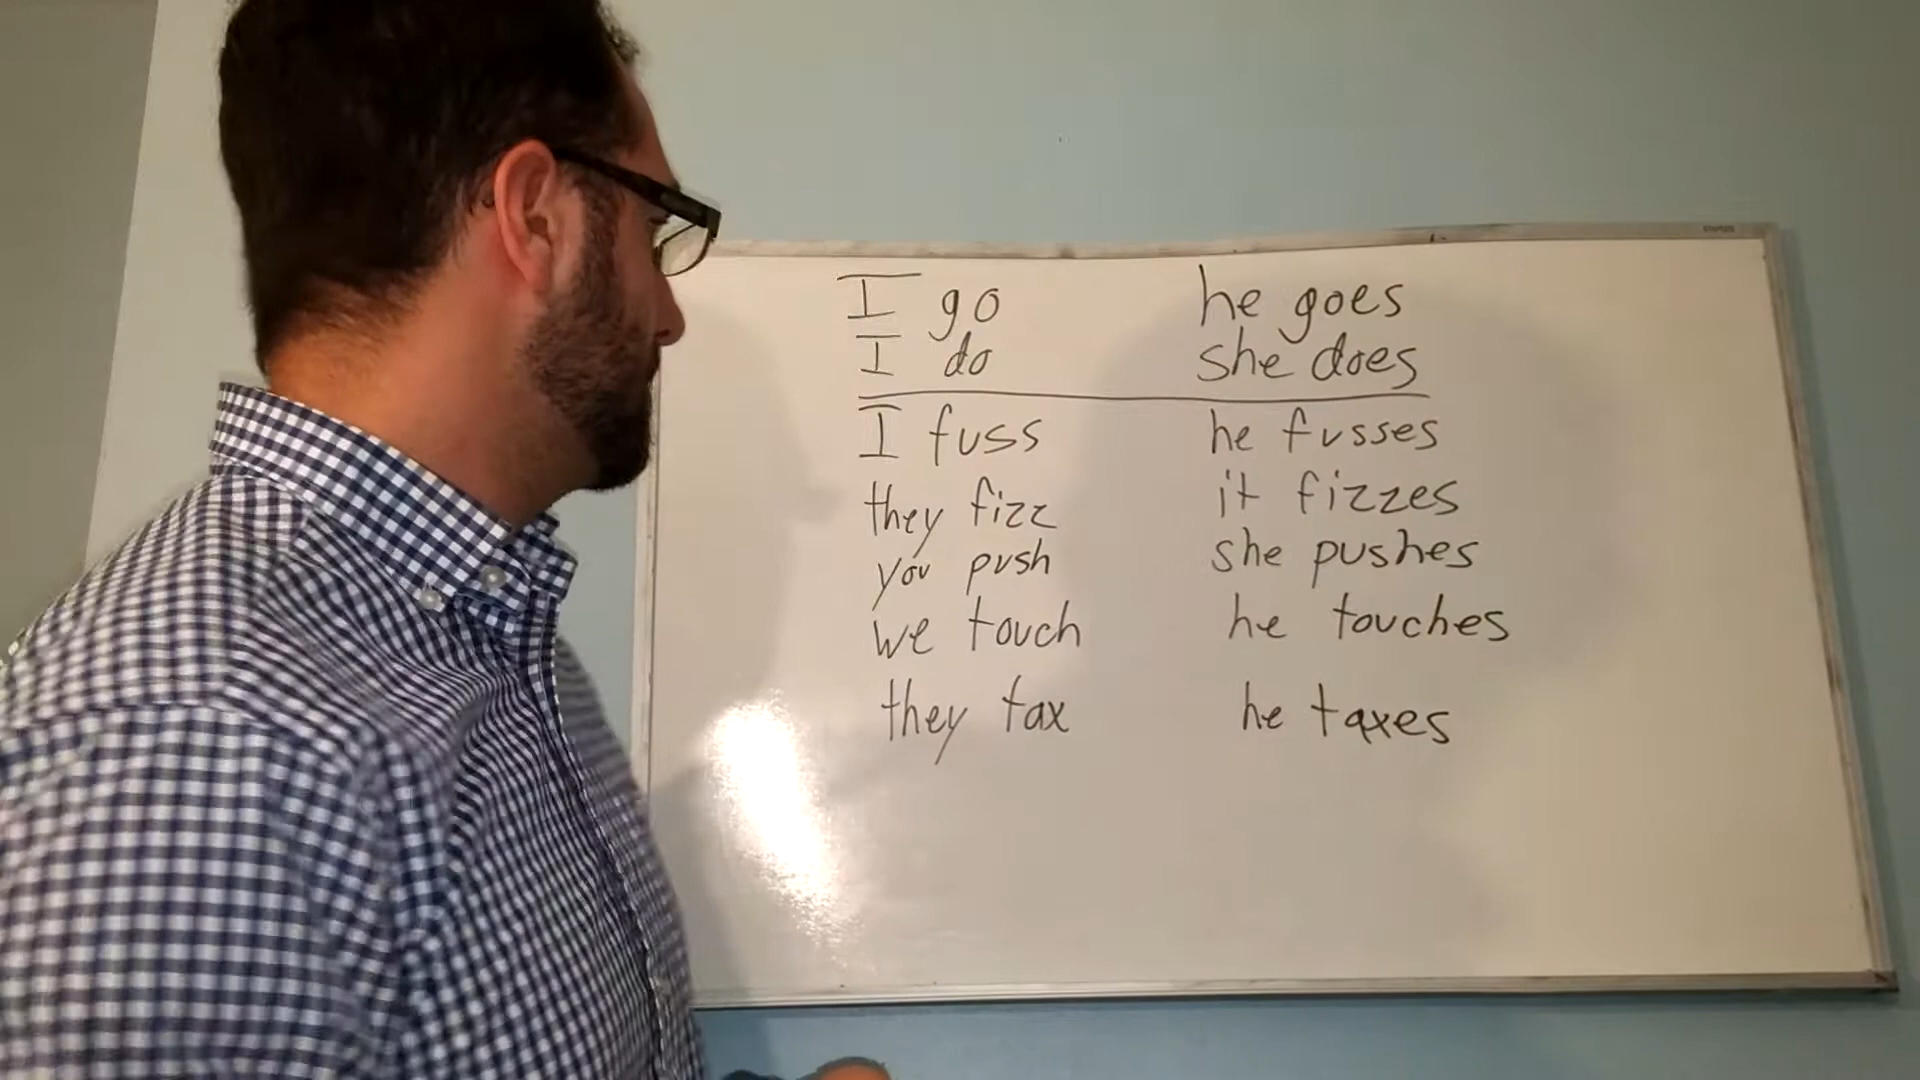 I go he goes
I do she does
I fuss he fusses
they fizz it fizzes
you push she pushes
we touch he touches
they tax he taxes